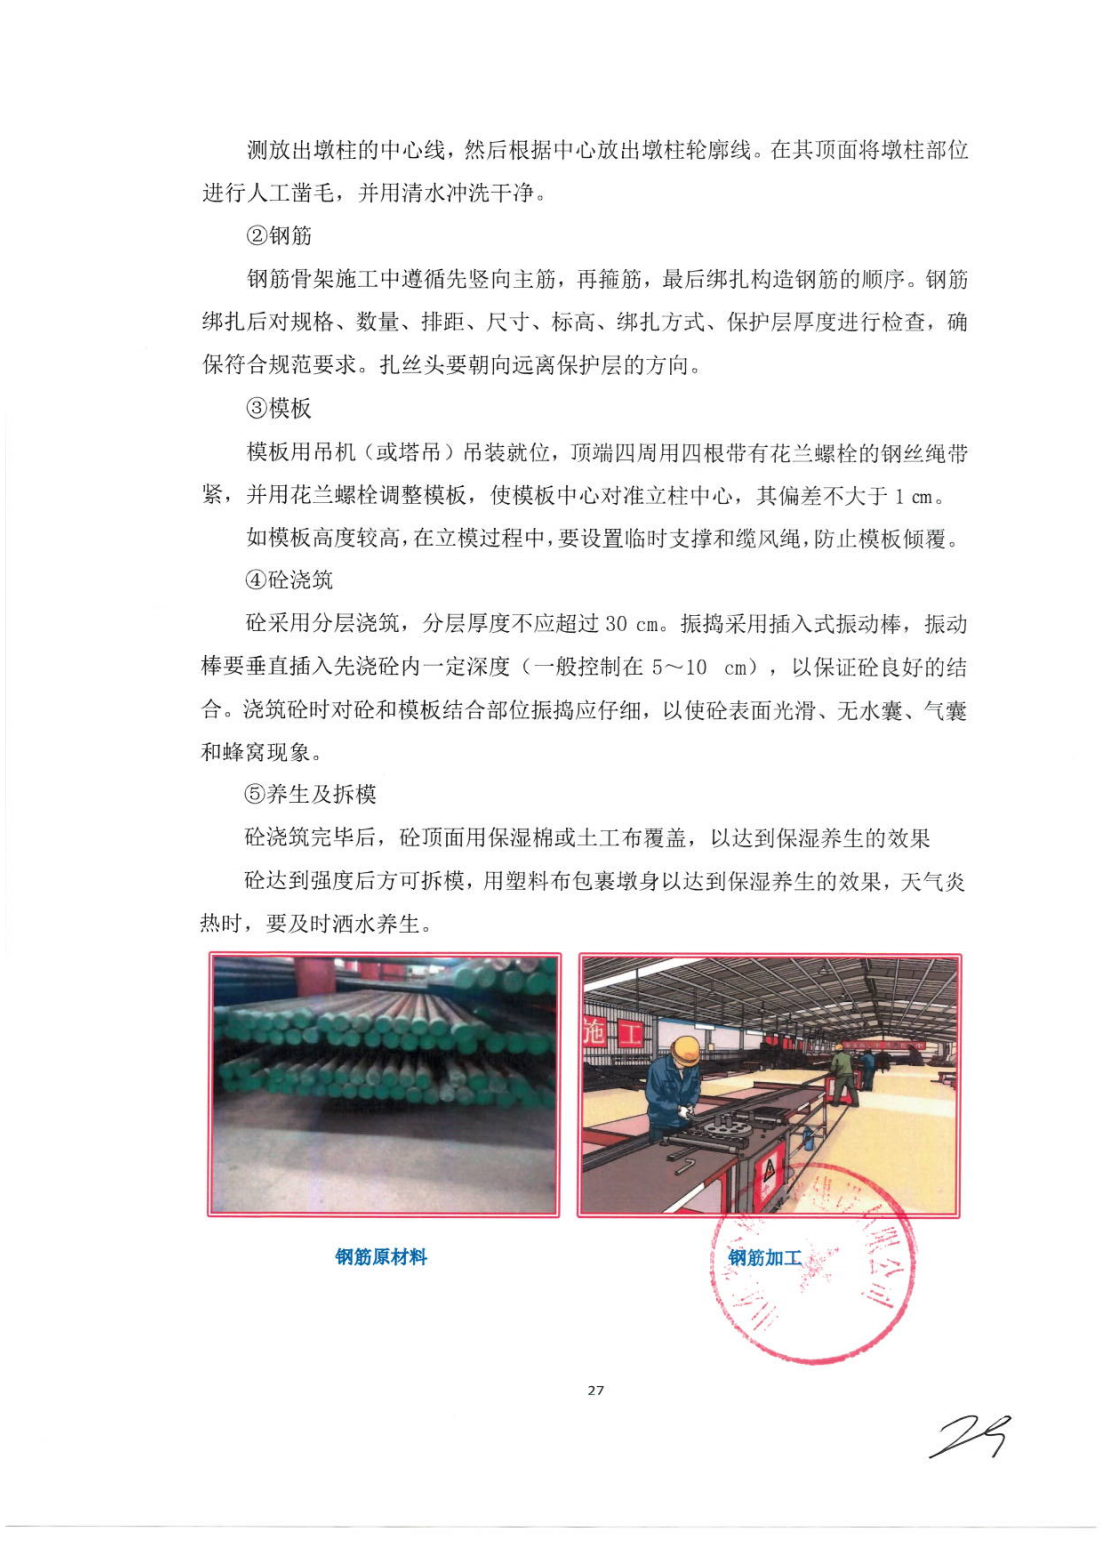 测放出墩柱的中心线，然后根据中心放出墩柱轮廓线。在其顶面将墩柱部位
进行人工凿毛，并用清水冲洗干净。
②钢筋
钢筋骨架施工中遵循先竖向主筋，再箍筋，最后绑扎构造钢筋的顺序。钢筋
绑扎后对规格、数量、排距、尺寸、标高、绑扎方式、保护层厚度进行检查，确
保符合规范要求。扎丝头要朝向远离保护层的方向。
③模板
模板用吊机（或塔吊）吊装就位，顶端四周用四根带有花兰螺栓的钢丝绳带
紧，并用花兰螺栓调整模板，使模板中心对准立柱中心，其偏差不大于 1 cm。
如模板高度较高，在立模过程中，要设置临时支撑和缆风绳，防止模板倾覆。
④砼浇筑
砼采用分层浇筑，分层厚度不应超过 30 cm。振捣采用插入式振动棒，振动
棒要垂直插入先浇砼内一定深度（一般控制在 5～10 cm），以保证砼良好的结
合。浇筑砼时对砼和模板结合部位振捣应仔细，以使砼表面光滑、无水囊、气囊
和蜂窝现象。
⑤养生及拆模
砼浇筑完毕后，砼顶面用保湿棉或土工布覆盖，以达到保湿养生的效果
砼达到强度后方可拆模，用塑料布包裹墩身以达到保湿养生的效果，天气炎
热时，要及时洒水养生。
施工
钢筋原材料
钢筋加工
限公司
27
29